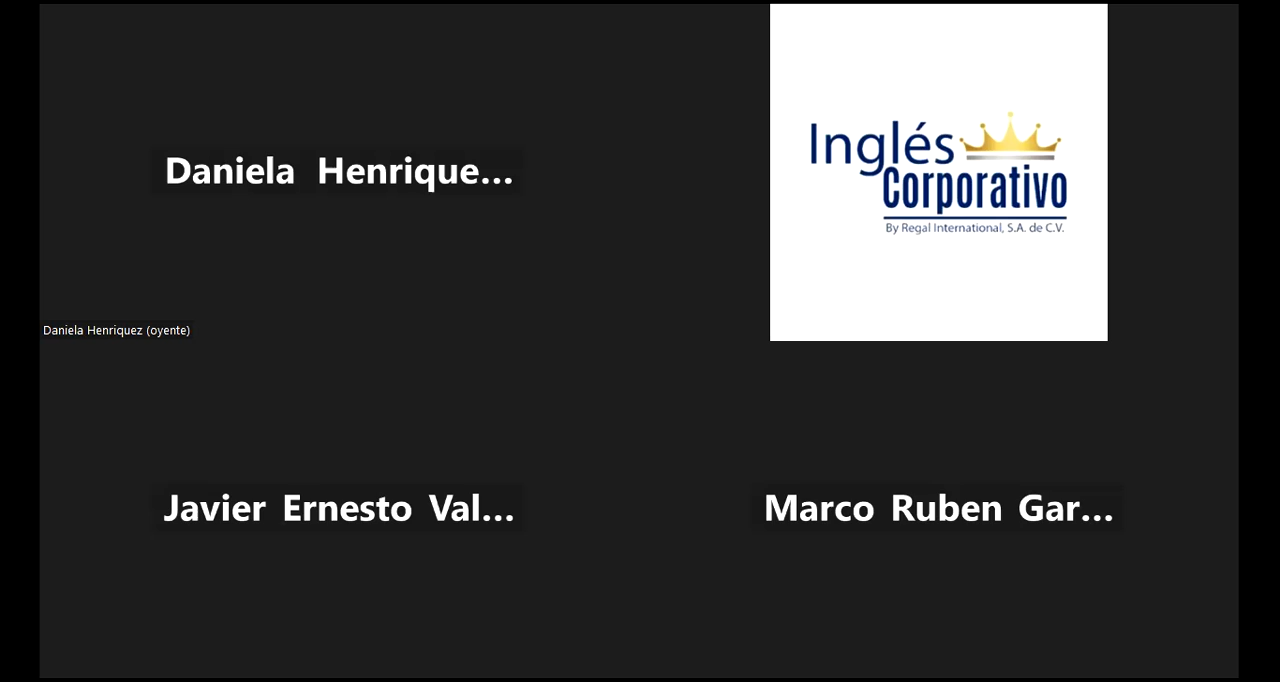 Daniela Henrique...
Inglés
Corporativo
By Regal International, S.A. de C.V.
Daniela Henriquez (oyente)
Javier Ernesto Val...
Marco Ruben Gar...